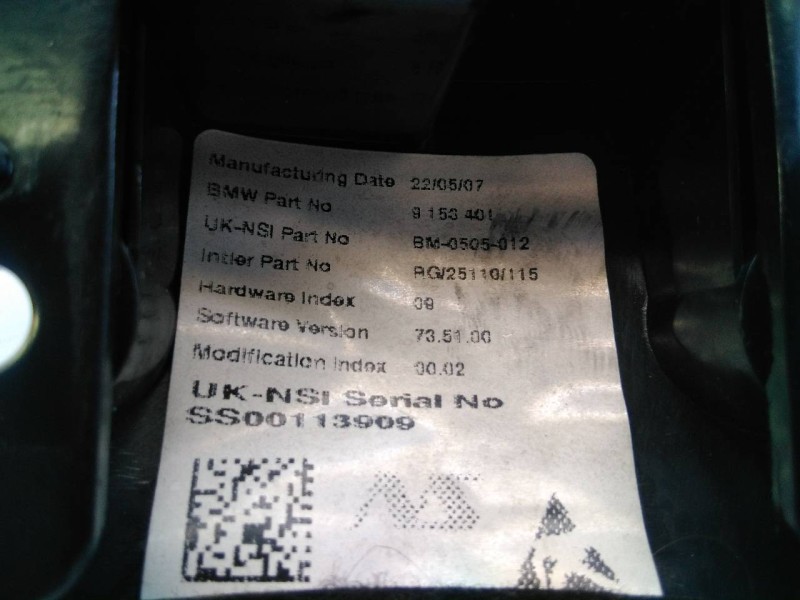 Manufacturing Date 22/05/07
BMW Part No 9 153 401
UK-NSI Part No BM-0505-012
Intier Part No RG/25110/115
Hardware Index 09
Software Version 73.51.00
Modification Index 00.02
UK-NSI Serial No
SS00113909